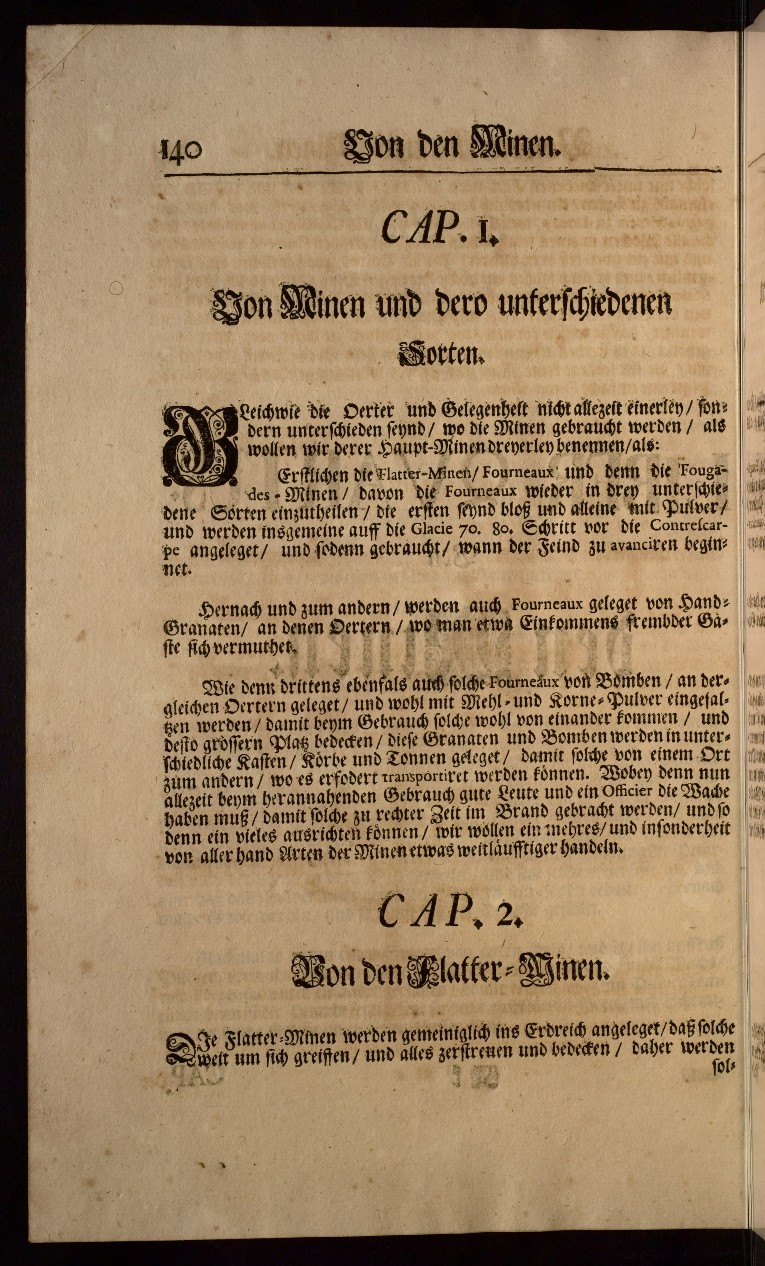 140 Von den Minen.
CAP. 1.
Von Minen und dero unterschiedenen
Sorten.
GLeichwie die Oerter und Gelegenheit nicht allezeit einerley/ son-
dern unterschieden seynd/ wo die Minen gebraucht werden/ als
wollen wir derer Haupt-Minen dreyerley benennen/als:
Erstlichen die Flatter-Minen/ Fourneaux und denn die Fouga-
des-Minen/ davon die Fourneaux wieder in drey unterschie-
dene Sorten einzutheilen/ die ersten seynd bloß und alleine mit Pulver/
und werden insgemeine auff die Glacie 70. 80. Schritt vor die Contrescar-
pe angeleget/ und sodenn gebraucht/ wann der Feind zu avanciren begin-
net.
Hernach und zum andern/ werden auch Fourneaux geleget von Hand-
Granaten/ an denen Oertern/ wo man etwa Einkommens frembder Gä-
ste sich vermuthet.
Wie denn drittens ebenfals auch solche Fourneaux von Bomben/ an der-
gleichen Oertern geleget/ und wohl mit Mehl- und Korne-Pulver eingesal-
tzen werden/ damit beym Gebrauch solche wohl von einander kommen/ und
desto grössern Platz bedecken/ diese Granaten und Bomben werden in unter-
schiedliche Kasten/ Körbe und Tonnen geleget/ damit solche von einem Ort
zum andern/ wo es erfodert transportiret werden können. Wobey denn nun
allezeit beym herannahenden Gebrauch gute Leute und ein Officier die Wache
haben muß/ damit solche zu rechter Zeit im Brand gebracht werden/ und so
denn ein vieles ausrichten können/ wir wollen ein mehres/ und insonderheit
von aller hand Arten der Minen etwas weitläufftiger handeln.
CAP. 2.
Von den Flatter-Minen.
DIe Flatter-Minen werden gemeiniglich ins Erdreich angeleget/ daß solche
weit um sich greiffen/ und alles zerstreuen und bedecken/ daher werden
sol-